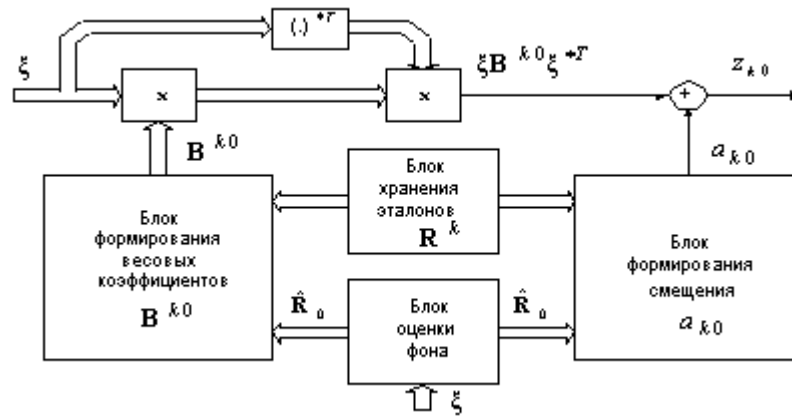 (.) *T
ξ
ξB k0 ξ *T
z k0
x
x
+
B k0
a k0
Блок
хранения
эталонов
R k
Блок
формирования
весовых
коэффициентов
B k0
Блок
формирования
смещения
a k0
R̂ 0
R̂ 0
Блок
оценки
фона
ξ